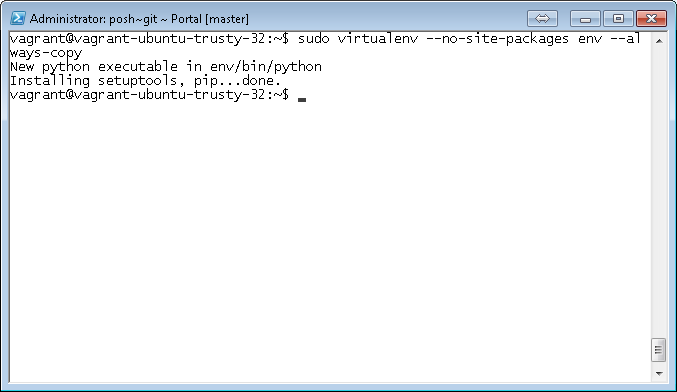 Administrator: posh~git ~ Portal [master]
vagrant@vagrant-ubuntu-trusty-32:~$ sudo virtualenv --no-site-packages env --al
ways-copy
New python executable in env/bin/python
Installing setuptools, pip...done.
vagrant@vagrant-ubuntu-trusty-32:~$